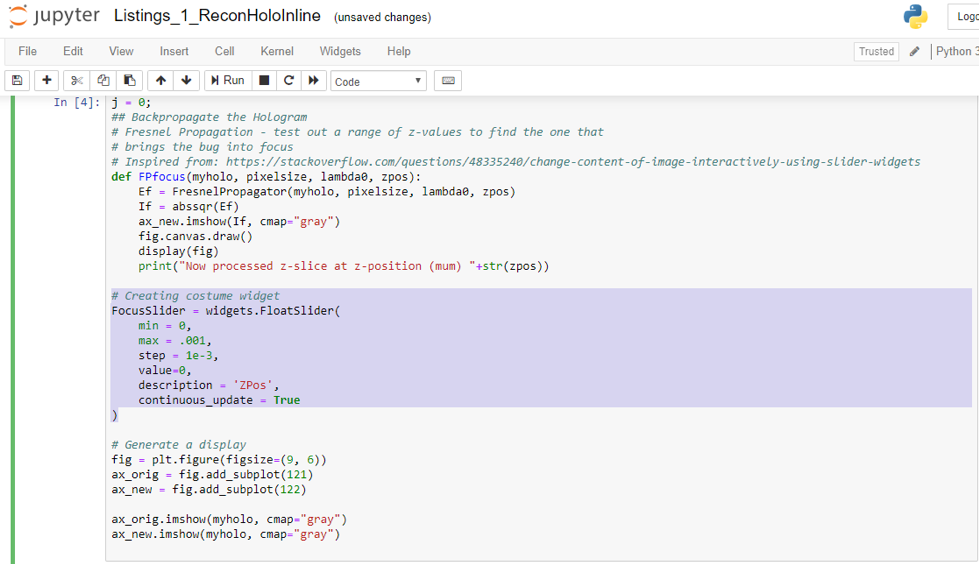 jupyter Listings_1_ReconHoloInline (unsaved changes)
File Edit View Insert Cell Kernel Widgets Help Trusted Python 3
Run Code
In [4]: j = 0;
## Backpropagate the Hologram
# Fresnel Propagation - test out a range of z-values to find the one that
# brings the bug into focus
# Inspired from: https://stackoverflow.com/questions/48335240/change-content-of-image-interactively-using-slider-widgets
def FPfocus(myholo, pixelsize, lambda0, zpos):
    Ef = FresnelPropagator(myholo, pixelsize, lambda0, zpos)
    If = abssqr(Ef)
    ax_new.imshow(If, cmap="gray")
    fig.canvas.draw()
    display(fig)
    print("Now processed z-slice at z-position (mum) "+str(zpos))

# Creating costume widget
FocusSlider = widgets.FloatSlider(
    min = 0,
    max = .001,
    step = 1e-3,
    value=0,
    description = 'ZPos',
    continuous_update = True
)

# Generate a display
fig = plt.figure(figsize=(9, 6))
ax_orig = fig.add_subplot(121)
ax_new = fig.add_subplot(122)

ax_orig.imshow(myholo, cmap="gray")
ax_new.imshow(myholo, cmap="gray")